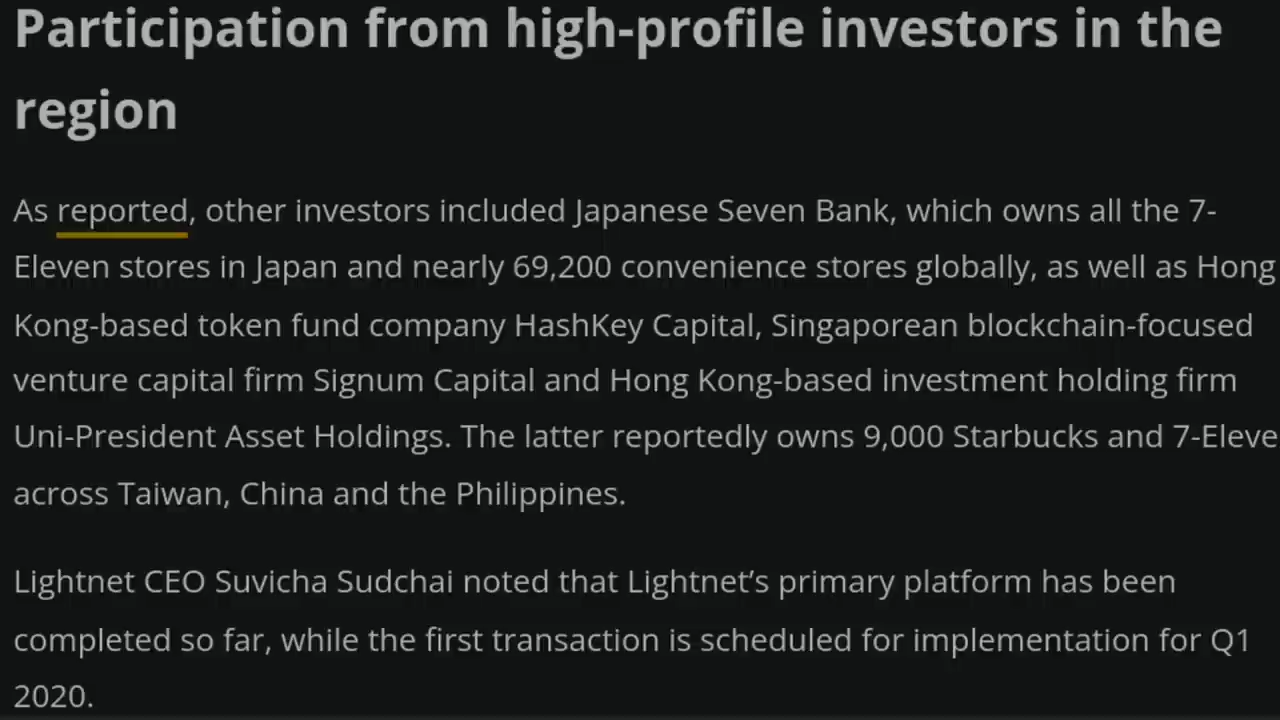 Participation from high-profile investors in the
region
As reported, other investors included Japanese Seven Bank, which owns all the 7-
Eleven stores in Japan and nearly 69,200 convenience stores globally, as well as Hong
Kong-based token fund company HashKey Capital, Singaporean blockchain-focused
venture capital firm Signum Capital and Hong Kong-based investment holding firm
Uni-President Asset Holdings. The latter reportedly owns 9,000 Starbucks and 7-Eleve
across Taiwan, China and the Philippines.
Lightnet CEO Suvicha Sudchai noted that Lightnet’s primary platform has been
completed so far, while the first transaction is scheduled for implementation for Q1
2020.